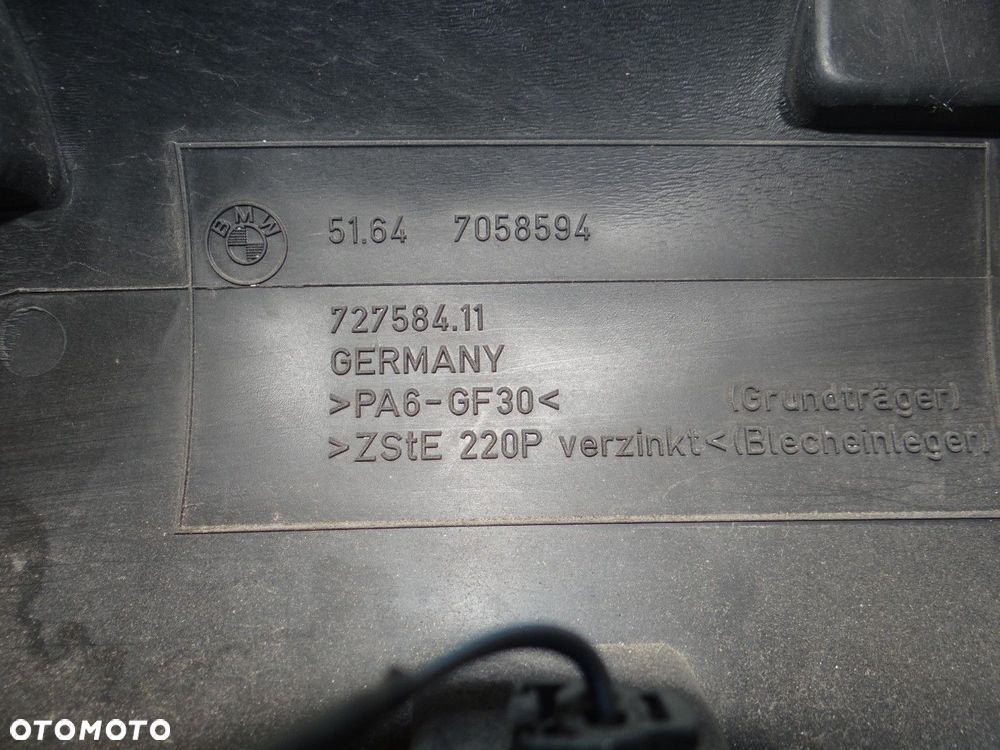 BMW 51.64 7058594
727584.11
GERMANY
>PA6-GF30< (Grundträger)
>ZStE 220P verzinkt< (Blecheinleger)
OTOMOTO